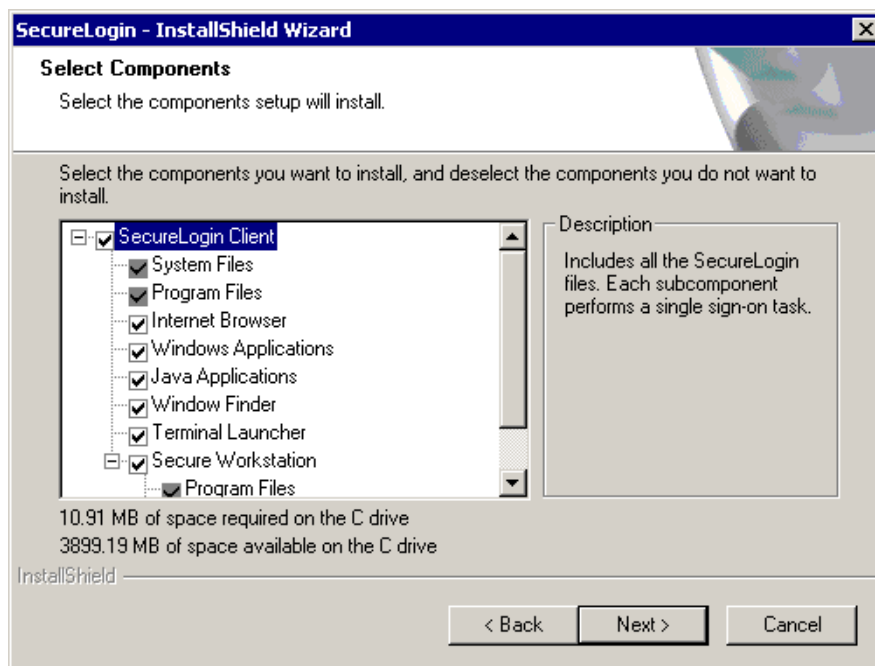 SecureLogin - InstallShield Wizard
Select Components
Select the components setup will install.
Select the components you want to install, and deselect the components you do not want to
install.
SecureLogin Client
System Files
Program Files
Internet Browser
Windows Applications
Java Applications
Window Finder
Terminal Launcher
Secure Workstation
Program Files
Description
Includes all the SecureLogin
files. Each subcomponent
performs a single sign-on task.
10.91 MB of space required on the C drive
3899.19 MB of space available on the C drive
InstallShield
< Back
Next >
Cancel